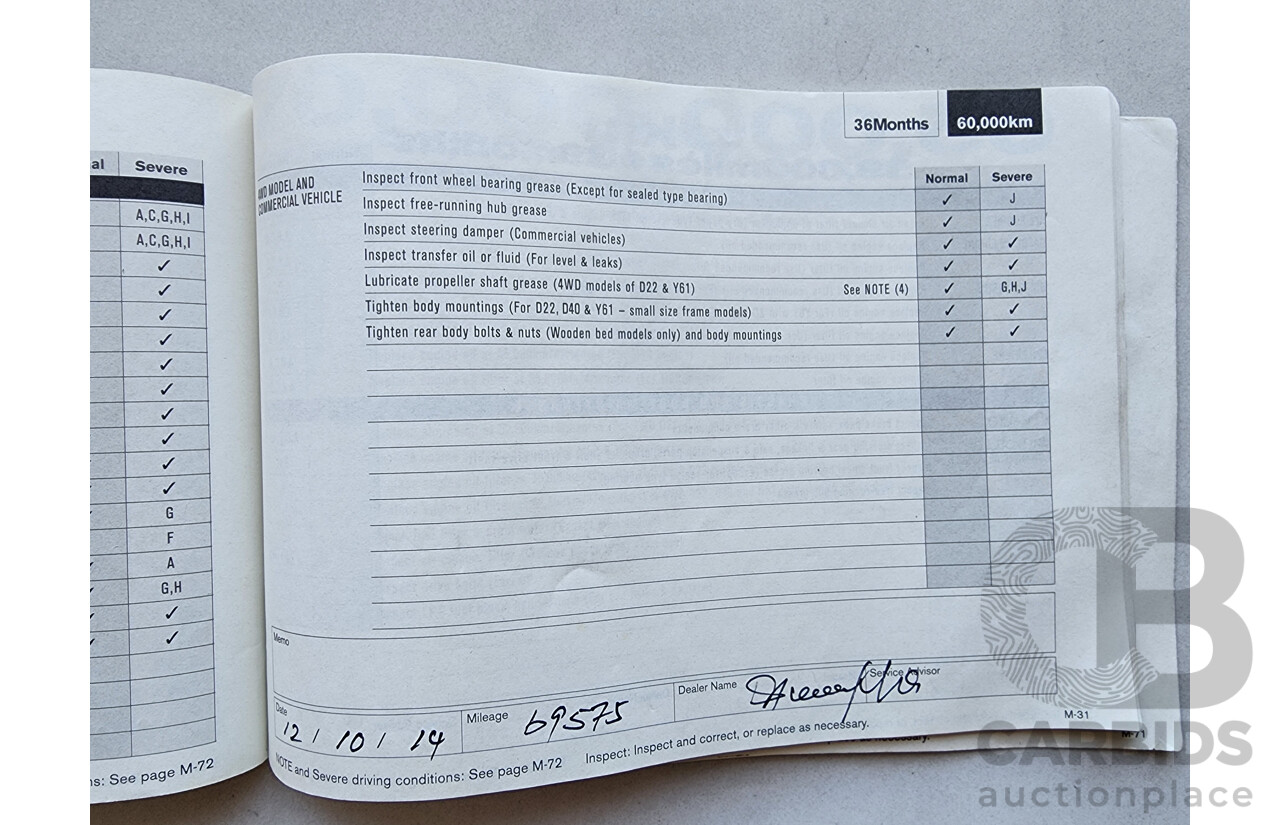 al Severe
A,C,G,H,I
A,C,G,H,I
✓
✓
✓
✓
✓
✓
✓
✓
✓
✓
G
F
A
G,H
✓
✓
ns: See page M-72
36Months 60,000km
Normal Severe
4WD MODEL AND
COMMERCIAL VEHICLE
Inspect front wheel bearing grease (Except for sealed type bearing) ✓ J
Inspect free-running hub grease ✓ J
Inspect steering damper (Commercial vehicles) ✓ ✓
Inspect transfer oil or fluid (For level & leaks) ✓ ✓
Lubricate propeller shaft grease (4WD models of D22 & Y61) See NOTE (4) ✓ G,H,J
Tighten body mountings (For D22, D40 & Y61 – small size frame models) ✓ ✓
Tighten rear body bolts & nuts (Wooden bed models only) and body mountings ✓ ✓
Memo
Date 12 / 10 / 14 Mileage 69575 Dealer Name Service Advisor
NOTE and Severe driving conditions: See page M-72 Inspect: Inspect and correct, or replace as necessary.
M-31
M-71
as necessary.
CB
CARBIDS
auctionplace